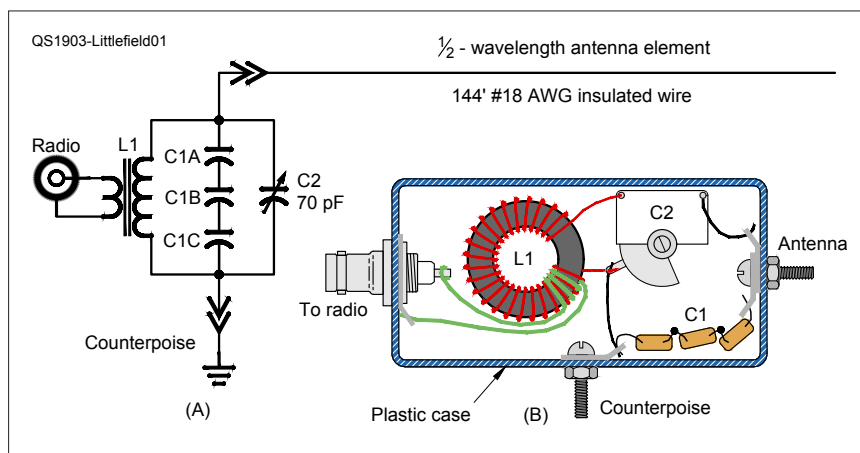 QS1903-Littlefield01
½ - wavelength antenna element
144' #18 AWG insulated wire
Radio
L1
C1A
C1B
C1C
C2
70 pF
Counterpoise
(A)
L1
C2
C1
Antenna
To radio
Plastic case
(B)
Counterpoise